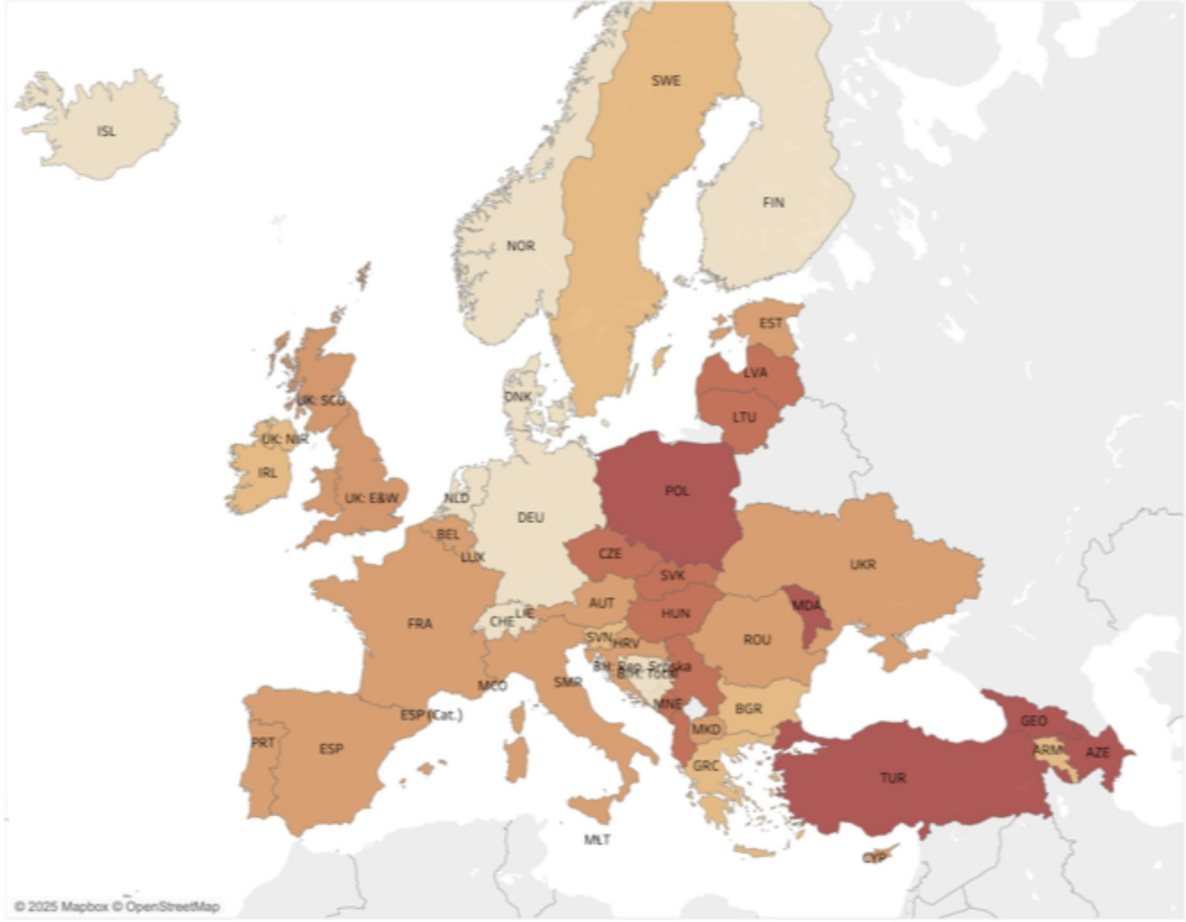 SWE
ISL
FIN
NOR
EST
LVA
DNK
UK: SCO
LTU
UK: NIR
IRL
POL
NLD
UK: E&W
DEU
BEL
CZE
LUX
UKR
SVK
AUT
MDA
LIE
HUN
CHE
FRA
SVN
HRV
ROU
BH: Rep. Srpska
BiH: Total
SMR
MCO
MNE
BGR
ESP (Cat.)
GEO
MKD
PRT
ESP
ARM
AZE
GRC
TUR
MLT
CYP
© 2025 Mapbox © OpenStreetMap